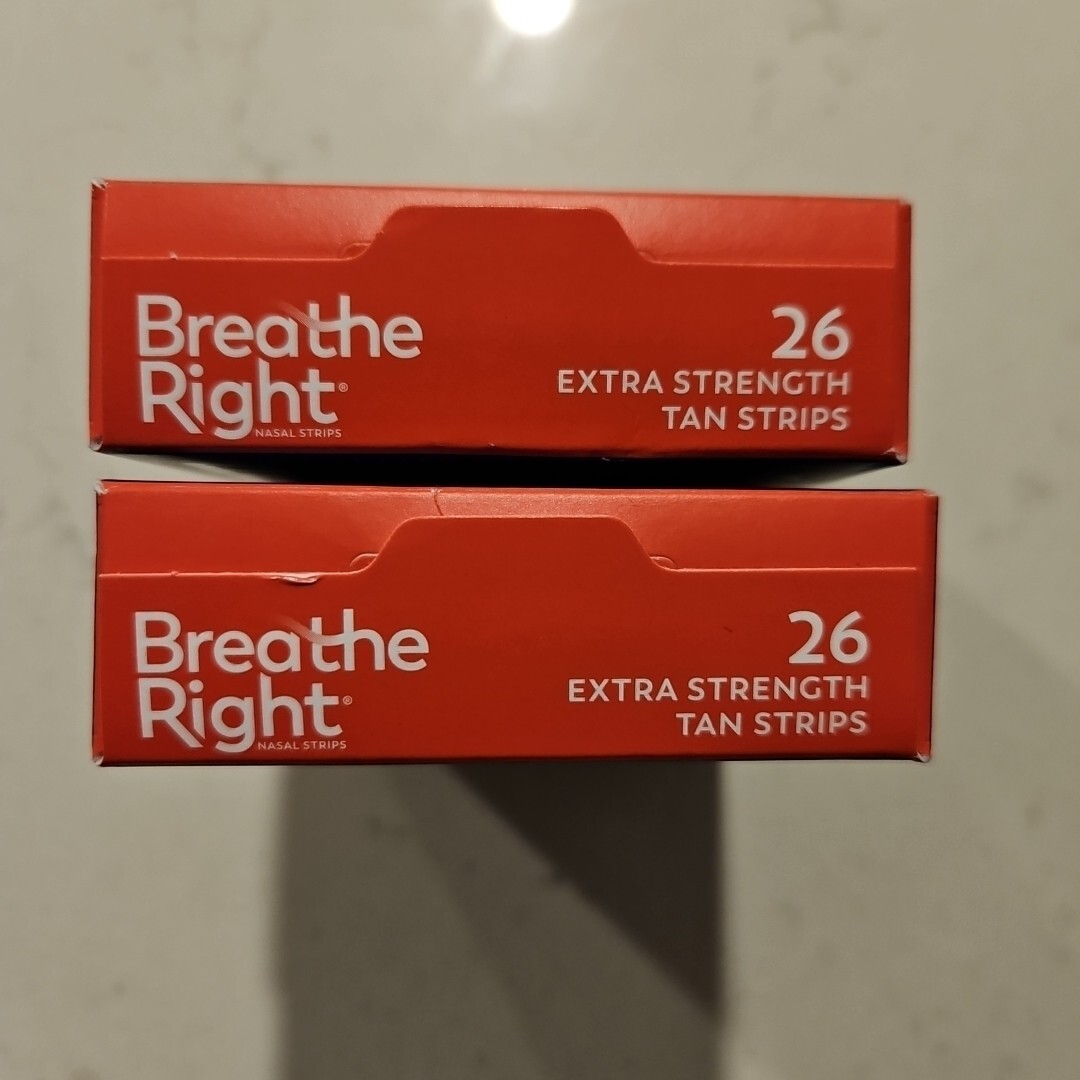 Breathe
Right®
NASAL STRIPS
26
EXTRA STRENGTH
TAN STRIPS
Breathe
Right®
NASAL STRIPS
26
EXTRA STRENGTH
TAN STRIPS